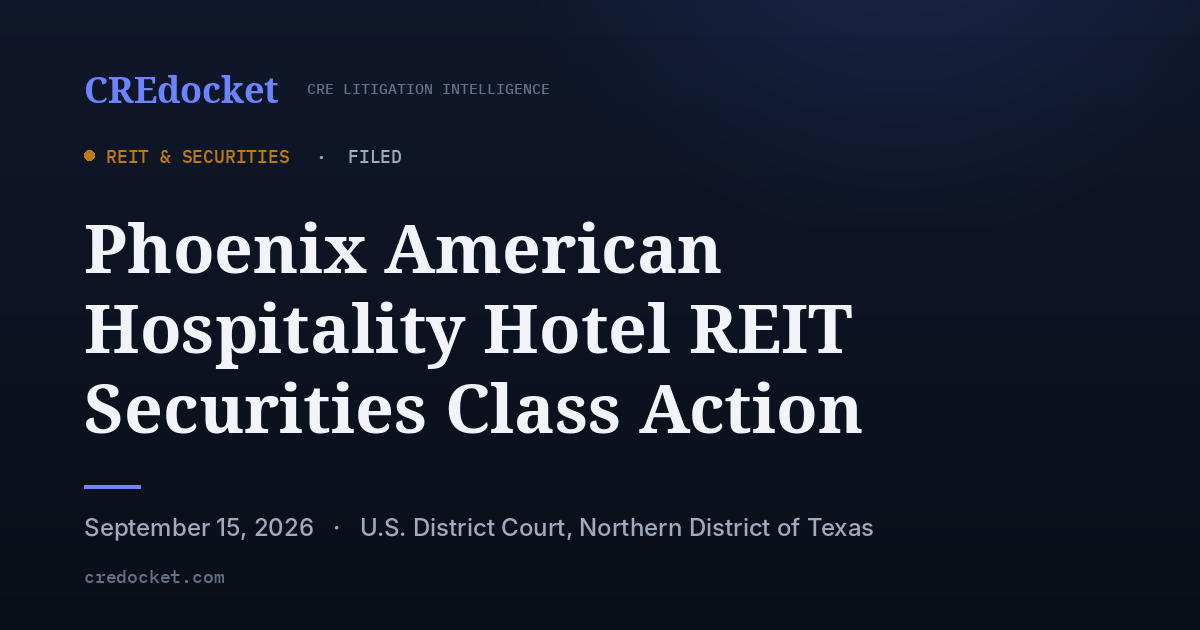 CREdocket CRE LITIGATION INTELLIGENCE
REIT & SECURITIES · FILED
Phoenix American
Hospitality Hotel REIT
Securities Class Action
September 15, 2026 · U.S. District Court, Northern District of Texas
credocket.com